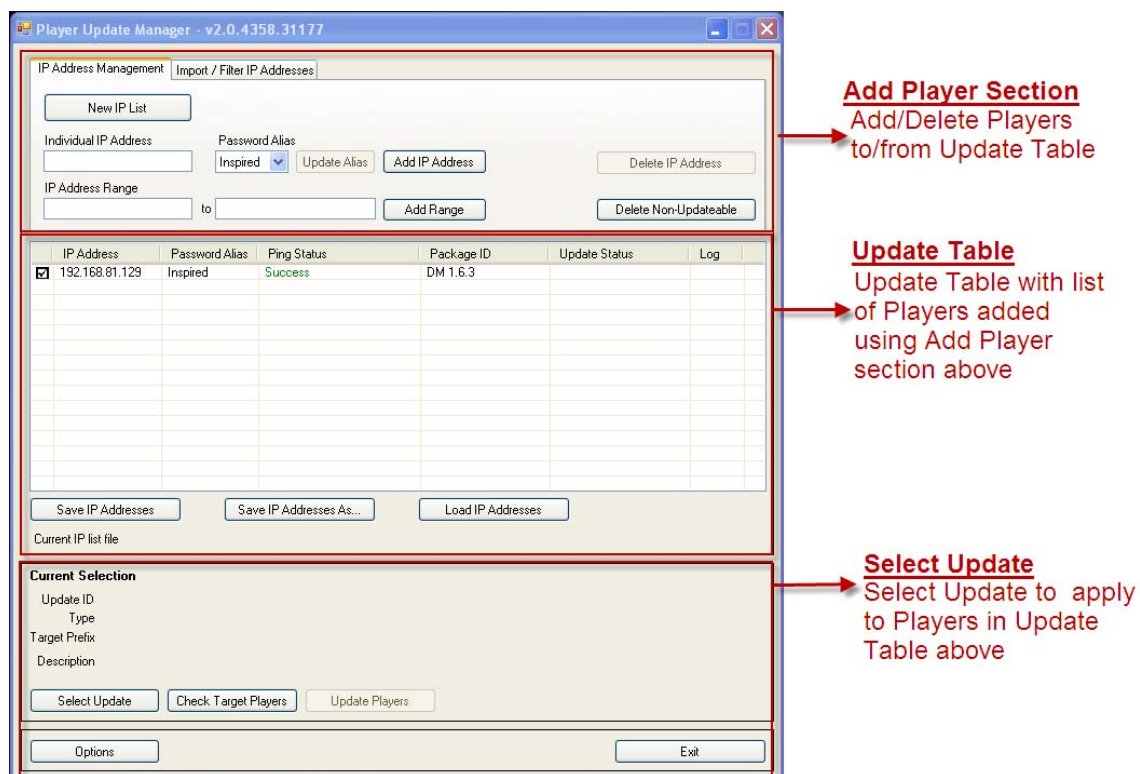 Player Update Manager - v2.0.4358.31177
IP Address Management Import / Filter IP Addresses
New IP List
Individual IP Address Password Alias
Inspired Update Alias Add IP Address Delete IP Address
IP Address Range
to Add Range Delete Non-Updateable
Add Player Section
Add/Delete Players
to/from Update Table
IP Address Password Alias Ping Status Package ID Update Status Log
192.168.81.129 Inspired Success DM 1.6.3
Update Table
Update Table with list
of Players added
using Add Player
section above
Save IP Addresses Save IP Addresses As... Load IP Addresses
Current IP list file
Current Selection
Update ID
Type
Target Prefix
Description
Select Update Check Target Players Update Players
Select Update
Select Update to apply
to Players in Update
Table above
Options Exit